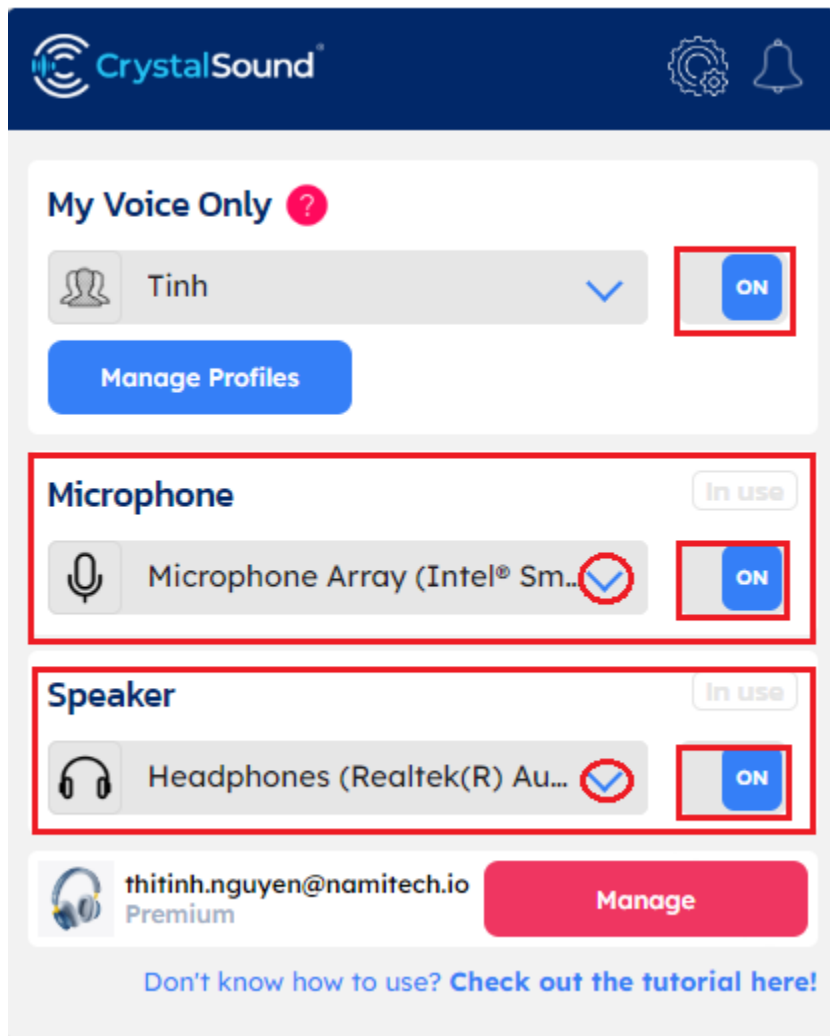 CrystalSound
My Voice Only ?
Tinh
ON
Manage Profiles
Microphone
In use
Microphone Array (Intel® Sm...
ON
Speaker
In use
Headphones (Realtek(R) Au...
ON
thitinh.nguyen@namitech.io
Premium
Manage
Don't know how to use? Check out the tutorial here!